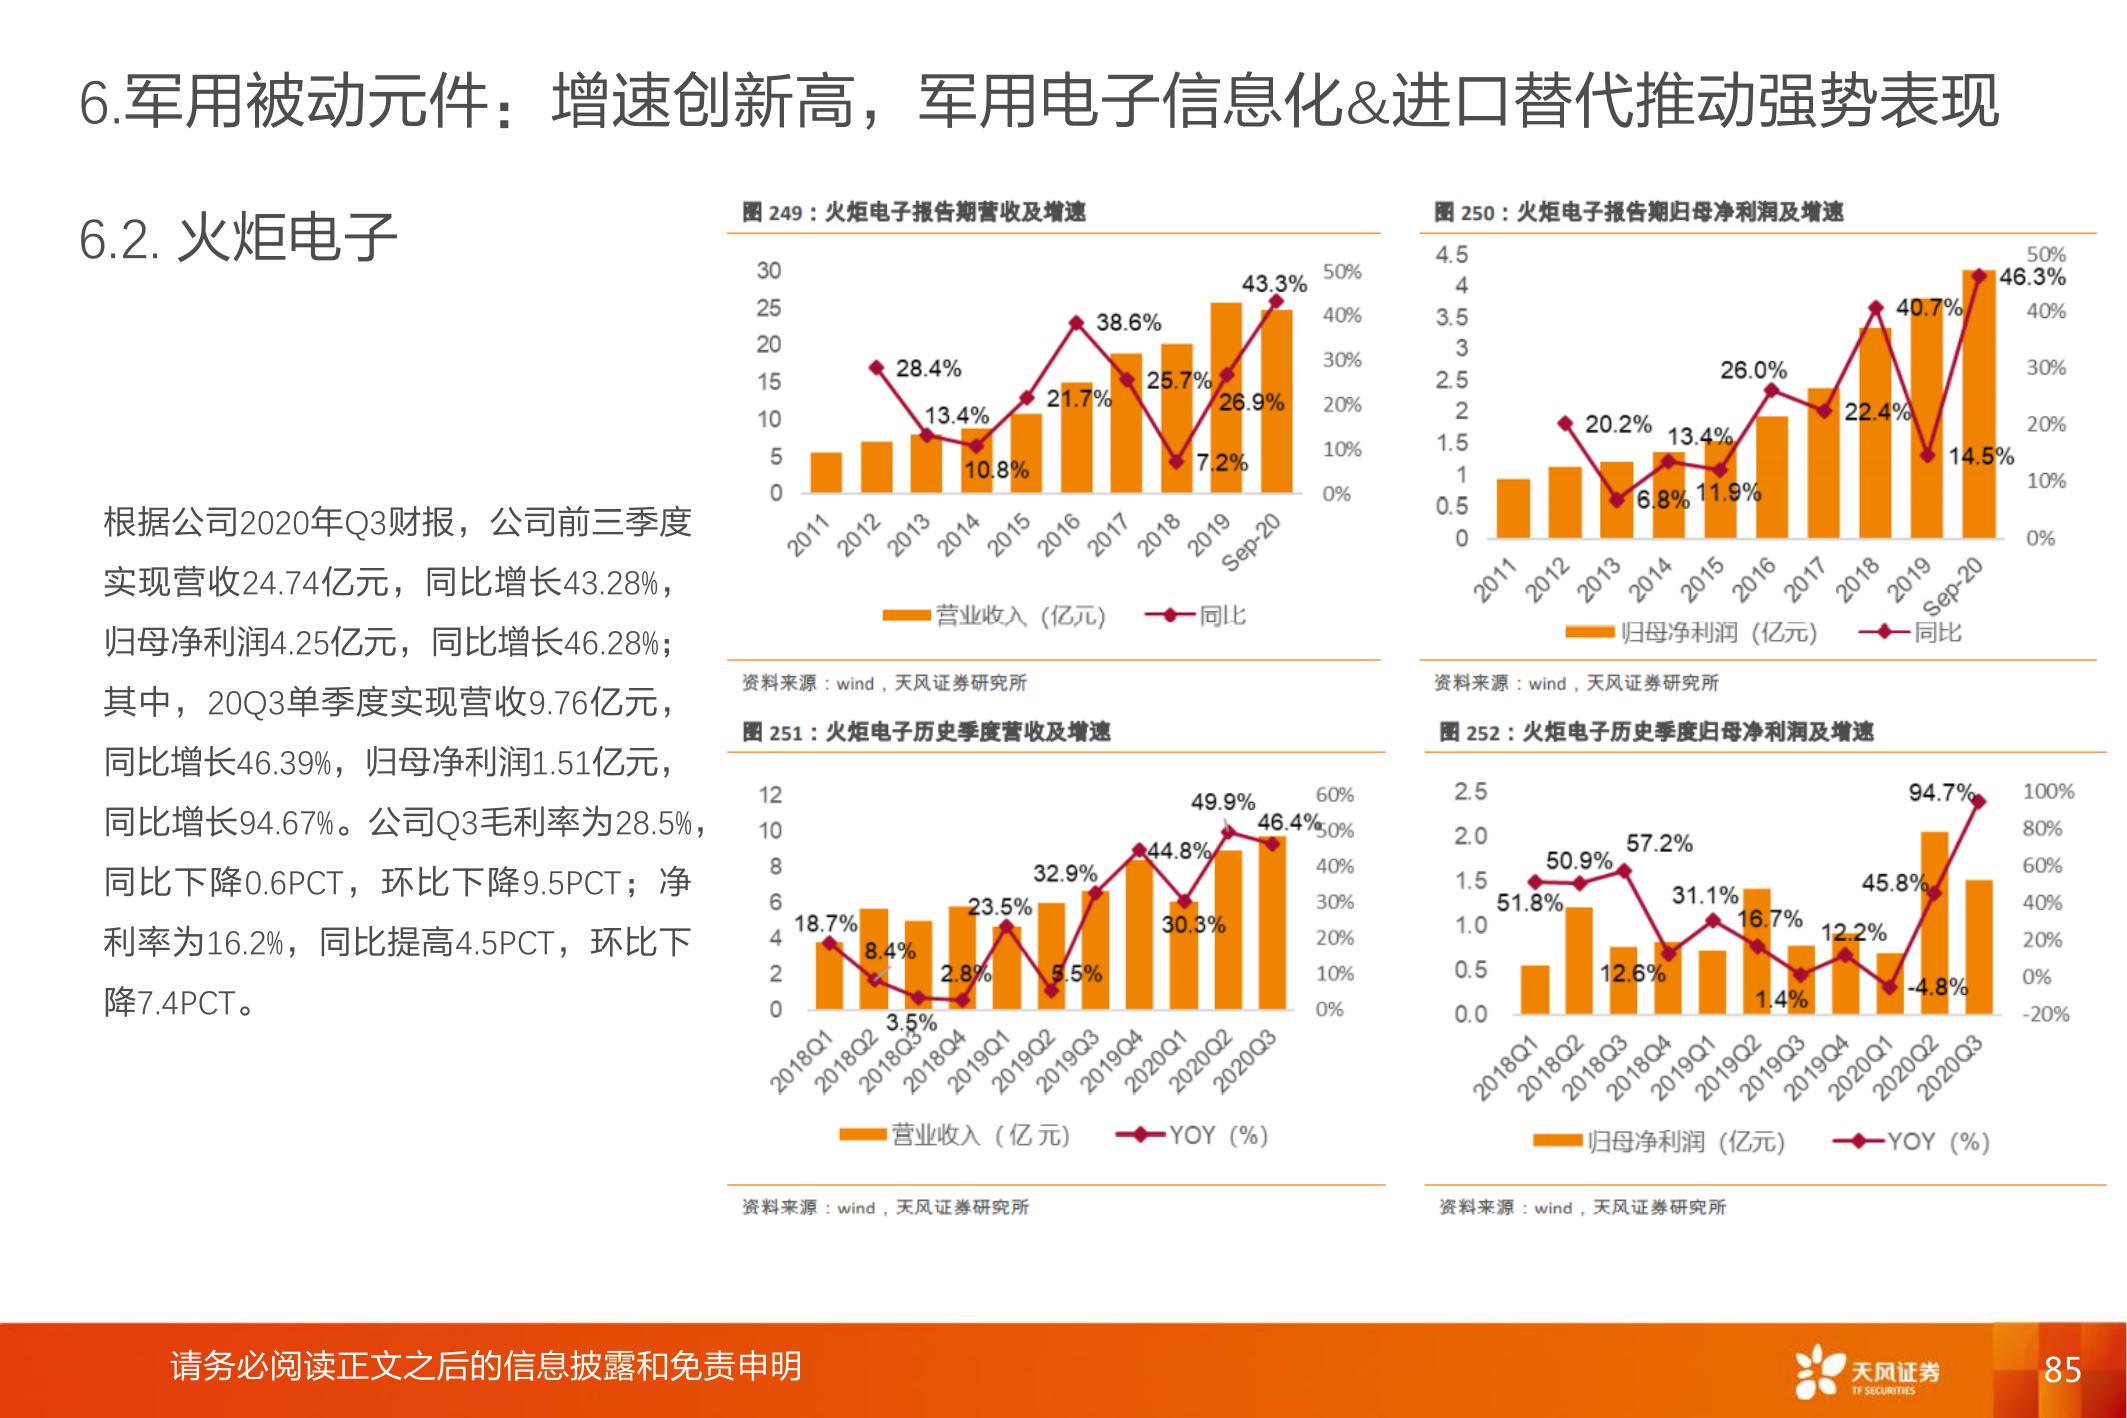 6.军用被动元件：增速创新高，军用电子信息化&进口替代推动强势表现
6.2. 火炬电子
根据公司2020年Q3财报，公司前三季度
实现营收24.74亿元，同比增长43.28%，
归母净利润4.25亿元，同比增长46.28%；
其中，20Q3单季度实现营收9.76亿元，
同比增长46.39%，归母净利润1.51亿元，
同比增长94.67%。公司Q3毛利率为28.5%，
同比下降0.6PCT，环比下降9.5PCT；净
利率为16.2%，同比提高4.5PCT，环比下
降7.4PCT。
图 249：火炬电子报告期营收及增速
30
25
20
15
10
5
0
50%
40%
30%
20%
10%
0%
28.4%
13.4%
10.8%
21.7%
38.6%
25.7%
7.2%
26.9%
43.3%
2011
2012
2013
2014
2015
2016
2017
2018
2019
Sep-20
营业收入（亿元）
同比
资料来源：wind，天风证券研究所
图 250：火炬电子报告期归母净利润及增速
4.5
4
3.5
3
2.5
2
1.5
1
0.5
0
50%
40%
30%
20%
10%
0%
20.2%
6.8%
13.4%
11.9%
26.0%
22.4%
40.7%
14.5%
46.3%
2011
2012
2013
2014
2015
2016
2017
2018
2019
Sep-20
归母净利润（亿元）
同比
资料来源：wind，天风证券研究所
图 251：火炬电子历史季度营收及增速
12
10
8
6
4
2
0
60%
50%
40%
30%
20%
10%
0%
18.7%
8.4%
3.5%
2.8%
23.5%
5.5%
32.9%
44.8%
30.3%
49.9%
46.4%
2018Q1
2018Q2
2018Q3
2018Q4
2019Q1
2019Q2
2019Q3
2019Q4
2020Q1
2020Q2
2020Q3
营业收入（亿元）
YOY（%）
资料来源：wind，天风证券研究所
图 252：火炬电子历史季度归母净利润及增速
2.5
2.0
1.5
1.0
0.5
0.0
100%
80%
60%
40%
20%
0%
-20%
51.8%
50.9%
57.2%
12.6%
31.1%
16.7%
1.4%
12.2%
-4.8%
45.8%
94.7%
2018Q1
2018Q2
2018Q3
2018Q4
2019Q1
2019Q2
2019Q3
2019Q4
2020Q1
2020Q2
2020Q3
归母净利润（亿元）
YOY（%）
资料来源：wind，天风证券研究所
请务必阅读正文之后的信息披露和免责申明
天风证券
TF SECURITIES
85